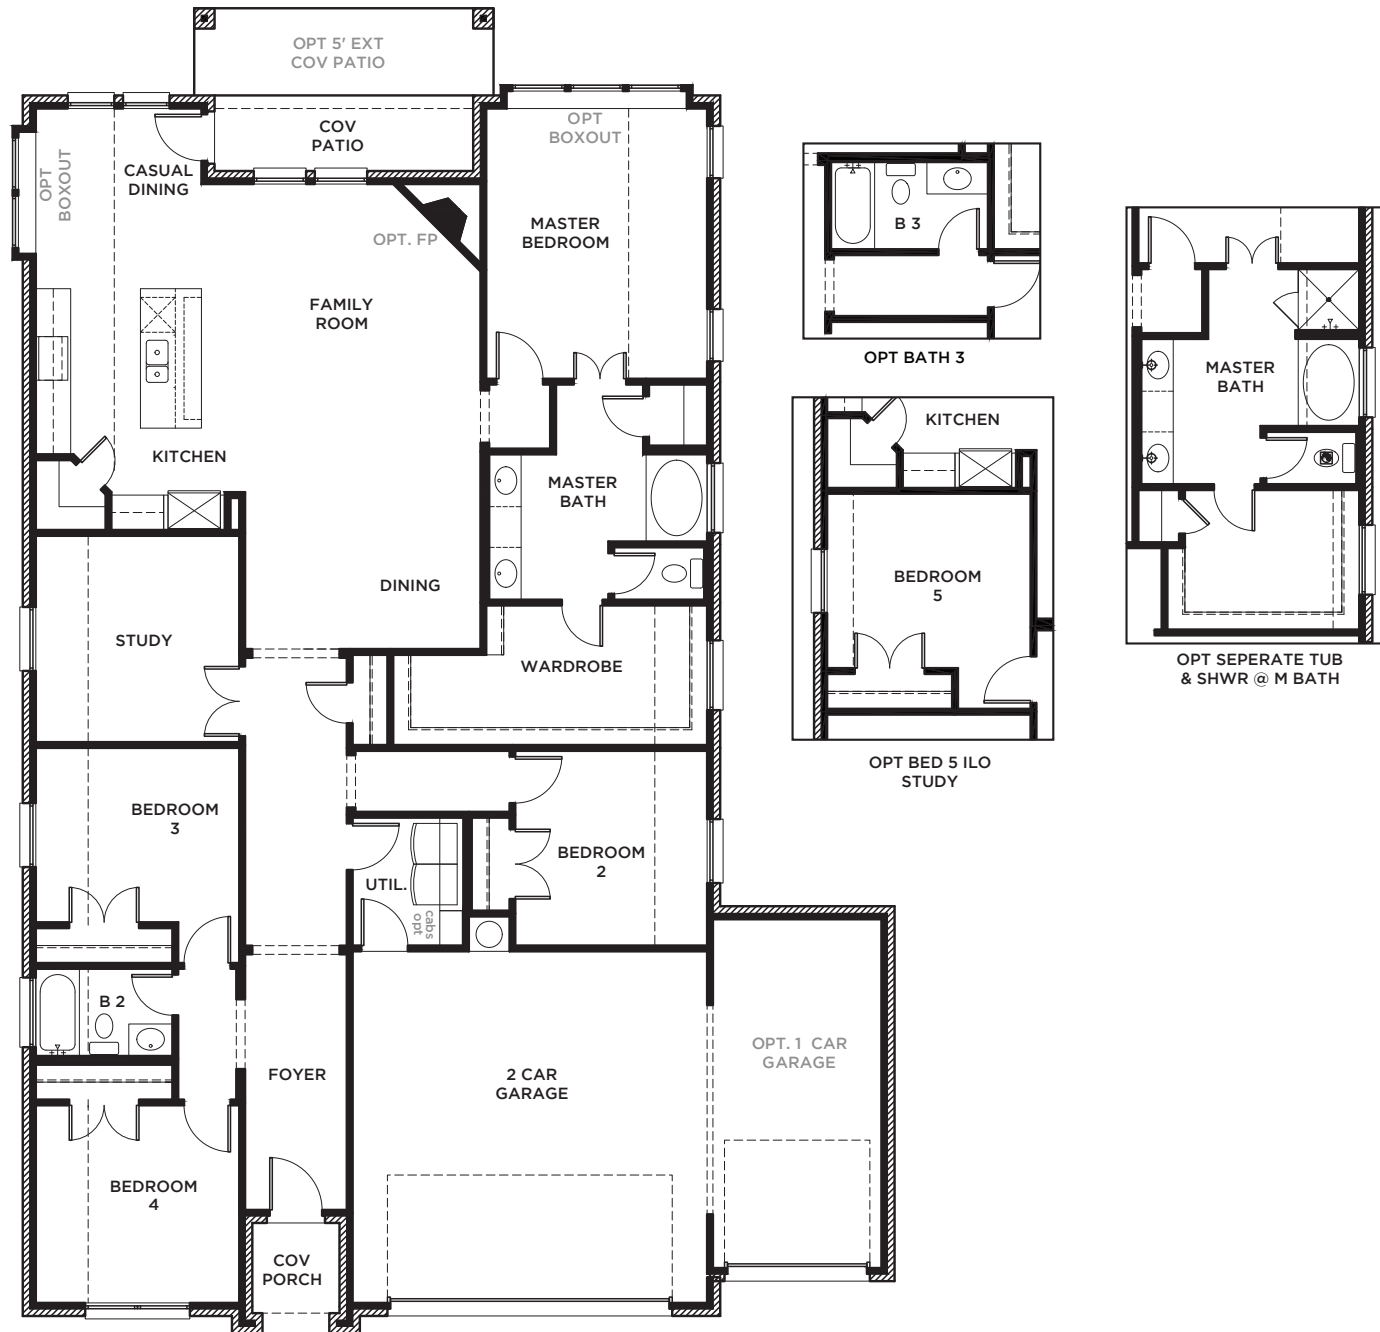 OPT 5' EXT
COV PATIO
COV
PATIO
OPT
BOXOUT
CASUAL
DINING
OPT
BOXOUT
OPT. FP
MASTER
BEDROOM
FAMILY
ROOM
KITCHEN
MASTER
BATH
DINING
STUDY
WARDROBE
BEDROOM
3
BEDROOM
2
UTIL.
cabs
opt
B 2
FOYER
2 CAR
GARAGE
OPT. 1 CAR
GARAGE
BEDROOM
4
COV
PORCH
B 3
OPT BATH 3
KITCHEN
BEDROOM
5
OPT BED 5 ILO
STUDY
MASTER
BATH
OPT SEPERATE TUB
& SHWR @ M BATH